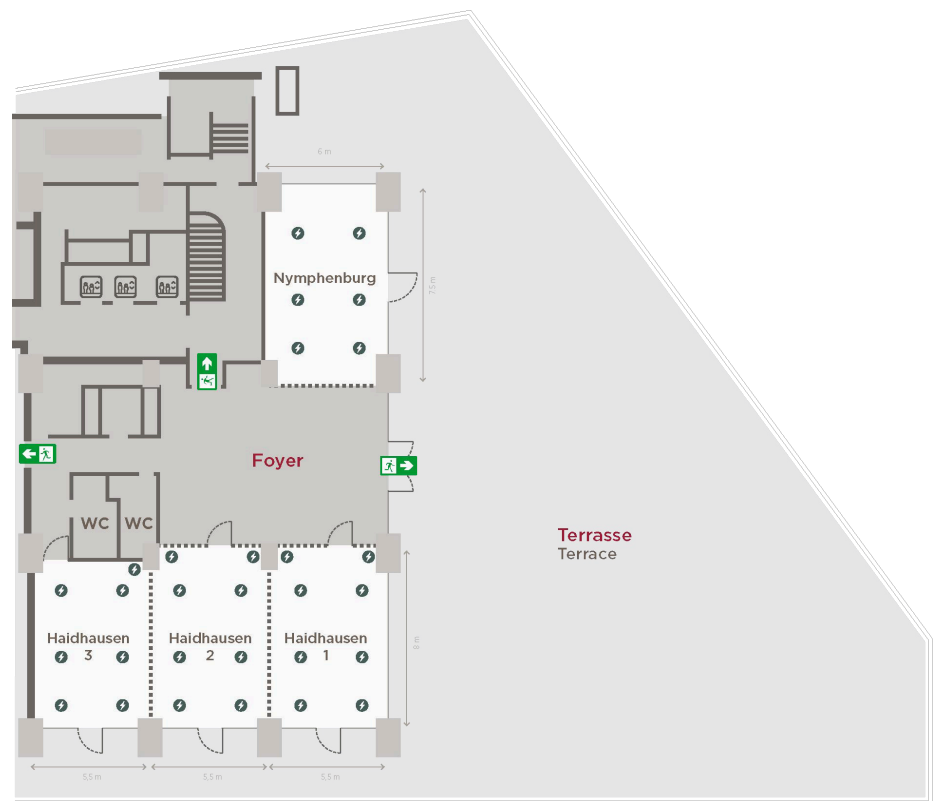 6 m
7,5 m
Nymphenburg
Foyer
WC WC
Terrasse
Terrace
Haidhausen
3
Haidhausen
2
Haidhausen
1
9 m
5,5 m
5,5 m
5,5 m